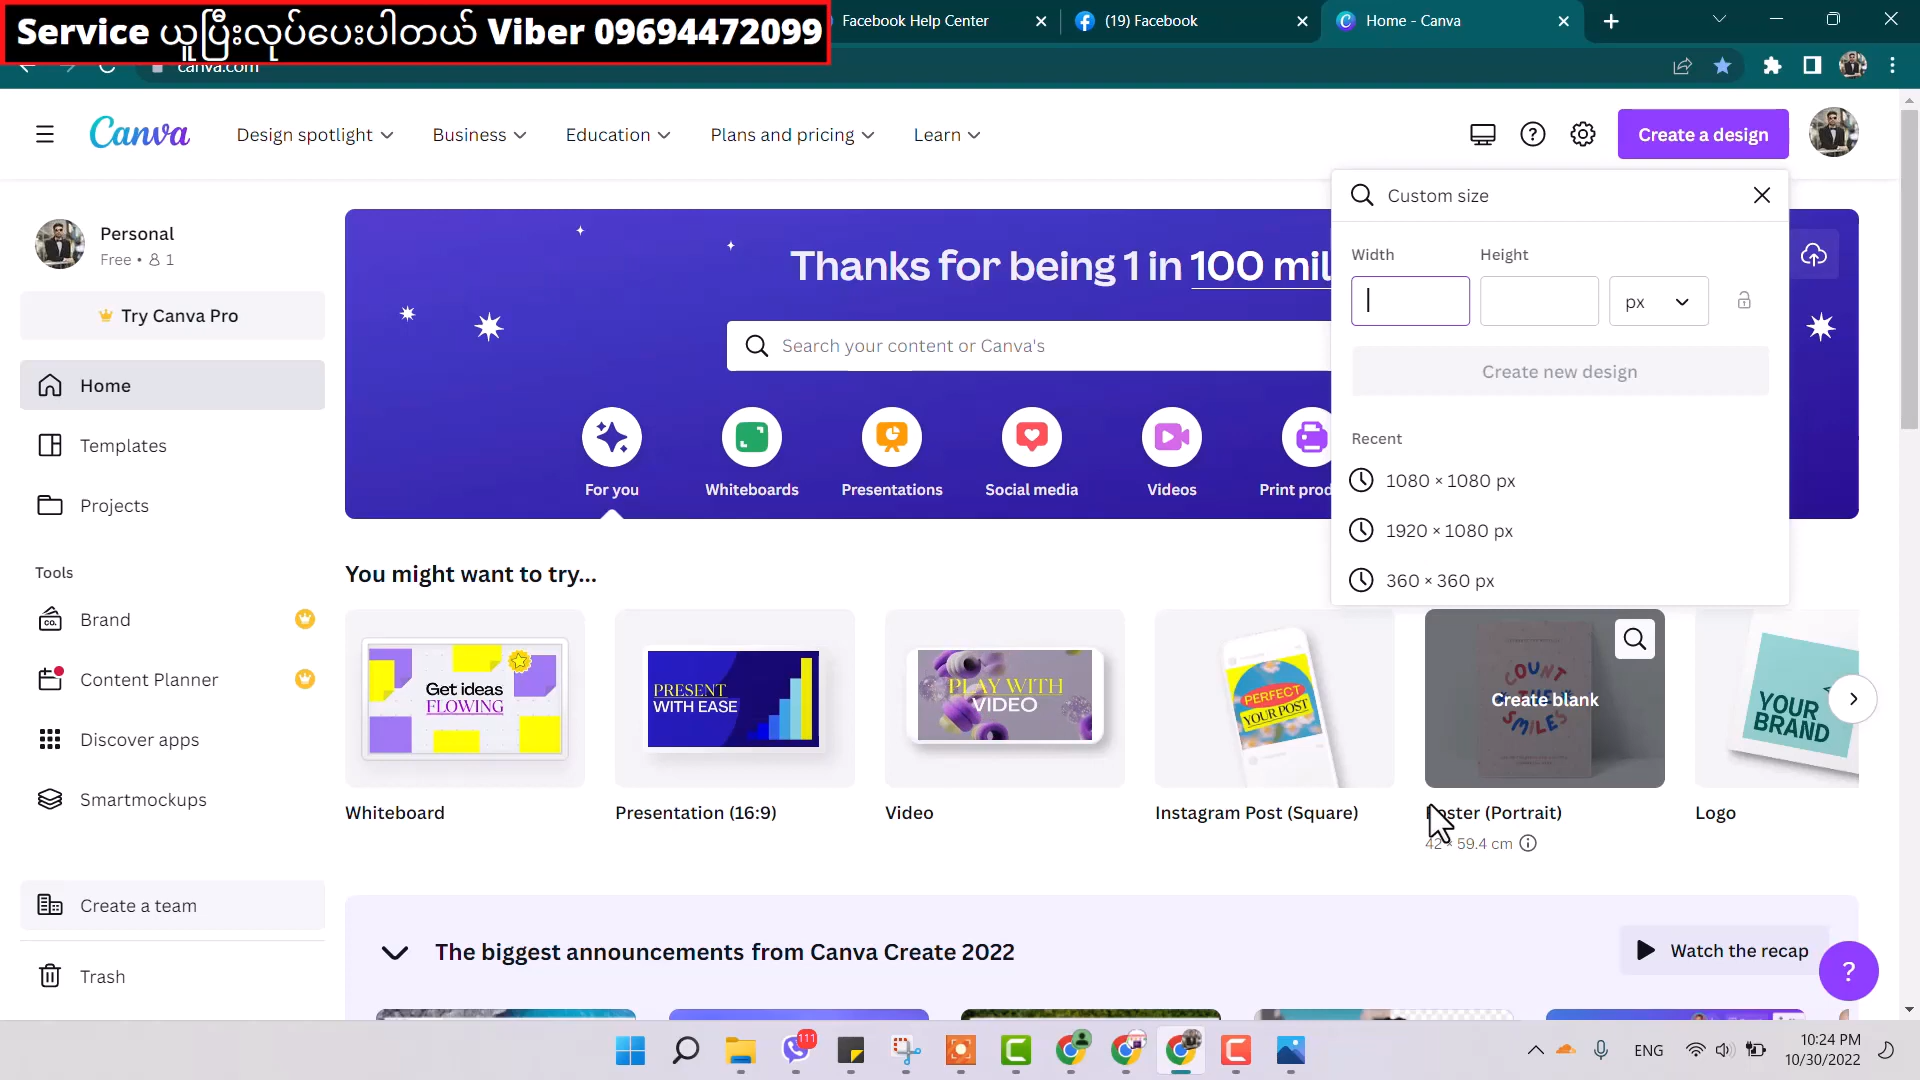 Service ယူပြီးလုပ်ပေးပါတယ် Viber 09694472099
Facebook Help Center
(19) Facebook
Home - Canva
canva.com
Canva
Design spotlight
Business
Education
Plans and pricing
Learn
Create a design
Personal
Free • 1
Try Canva Pro
Home
Templates
Projects
Tools
Brand
Content Planner
Discover apps
Smartmockups
Create a team
Trash
Thanks for being 1 in 100 mil
Search your content or Canva's
For you
Whiteboards
Presentations
Social media
Videos
Print prod
Custom size
Width
Height
px
Create new design
Recent
1080 × 1080 px
1920 × 1080 px
360 × 360 px
You might want to try...
Get ideas
FLOWING
PRESENT
WITH EASE
PLAY WITH
VIDEO
PERFECT
YOUR POST
COUNT
SMILES
Create blank
YOUR
BRAND
Whiteboard
Presentation (16:9)
Video
Instagram Post (Square)
Poster (Portrait)
42 × 59.4 cm
Logo
The biggest announcements from Canva Create 2022
Watch the recap
?
111
ENG
10:24 PM
10/30/2022